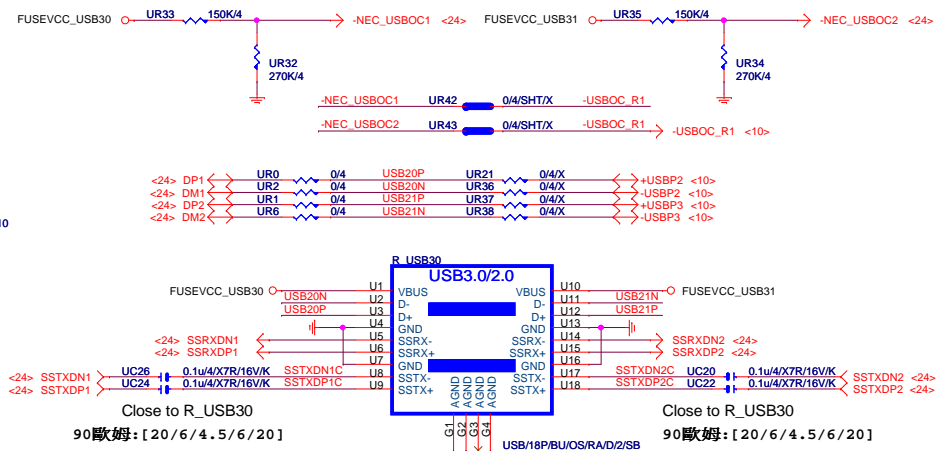 FUSEVCC_USB30 UR33 150K/4 -NEC_USBOC1 <24> FUSEVCC_USB31 UR35 150K/4 -NEC_USBOC2 <24>
UR32 UR34
270K/4 270K/4
-NEC_USBOC1 UR42 0/4/SHT/X -USBOC_R1
-NEC_USBOC2 UR43 0/4/SHT/X -USBOC_R1 -USBOC_R1 <10>
<24> DP1 UR0 0/4 USB20P UR21 0/4/X +USBP2 <10>
<24> DM1 UR2 0/4 USB20N UR36 0/4/X -USBP2 <10>
<24> DP2 UR1 0/4 USB21P UR37 0/4/X +USBP3 <10>
<24> DM2 UR6 0/4 USB21N UR38 0/4/X -USBP3 <10>
10
R_USB30
USB3.0/2.0
FUSEVCC_USB30 U1 VBUS VBUS U10 FUSEVCC_USB31
USB20N U2 D- D- U11 USB21N
USB20P U3 D+ D+ U12 USB21P
U4 GND GND U13
<24> SSRXDN1 U5 SSRX- SSRX- U14 SSRXDN2 <24>
<24> SSRXDP1 U6 SSRX+ SSRX+ U15 SSRXDP2 <24>
U7 GND GND U16
<24> SSTXDN1 UC26 0.1u/4/X7R/16V/K SSTXDN1C U8 SSTX- SSTX- U17 SSTXDN2C UC20 0.1u/4/X7R/16V/K SSTXDN2 <24>
<24> SSTXDP1 UC24 0.1u/4/X7R/16V/K SSTXDP1C U9 SSTX+ SSTX+ U18 SSTXDP2C UC22 0.1u/4/X7R/16V/K SSTXDP2 <24>
AGND AGND AGND AGND
G1 G2 G3 G4
Close to R_USB30 Close to R_USB30
90歐姆:[20/6/4.5/6/20] 90歐姆:[20/6/4.5/6/20]
USB/18P/BU/OS/RA/D/2/SB